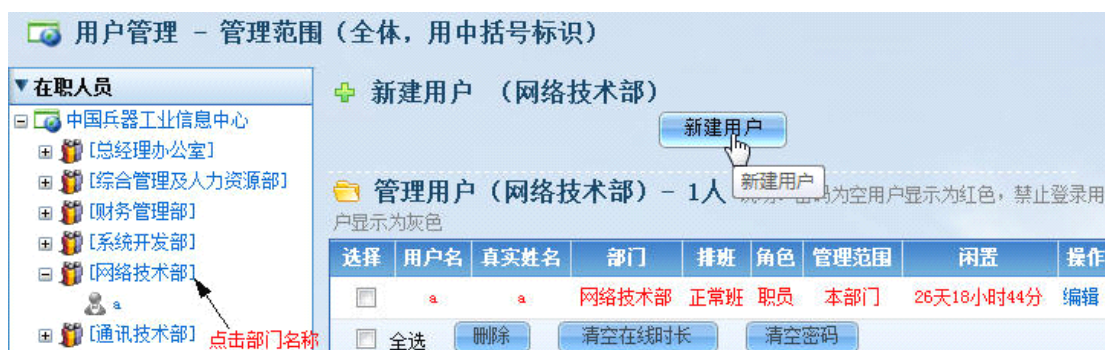 用户管理 - 管理范围（全体，用中括号标识）
在职人员
中国兵器工业信息中心
[总经理办公室]
[综合管理及人力资源部]
[财务管理部]
[系统开发部]
[网络技术部]
a
[通讯技术部]
点击部门名称
新建用户 （网络技术部）
新建用户
新建用户
管理用户（网络技术部）- 1人
码为空用户显示为红色，禁止登录用
户显示为灰色
选择 用户名 真实姓名 部门 排班 角色 管理范围 闲置 操作
a a 网络技术部 正常班 职员 本部门 26天18小时44分 编辑
全选 删除 清空在线时长 清空密码